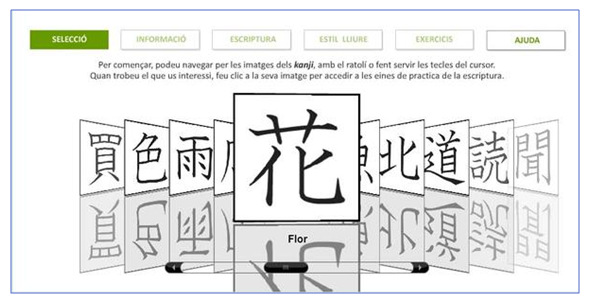 SELECCIÓ INFORMACIÓ ESCRIPTURA ESTIL LLIURE EXERCICIS AJUDA
Per començar, podeu navegar per les imatges dels kanji, amb el ratolí o fent servir les tecles del cursor.
Quan trobeu el que us interessi, feu clic a la seva imatge per accedir a les eines de practica de la escriptura.
買 色 雨 花 北 道 読 聞
Flor